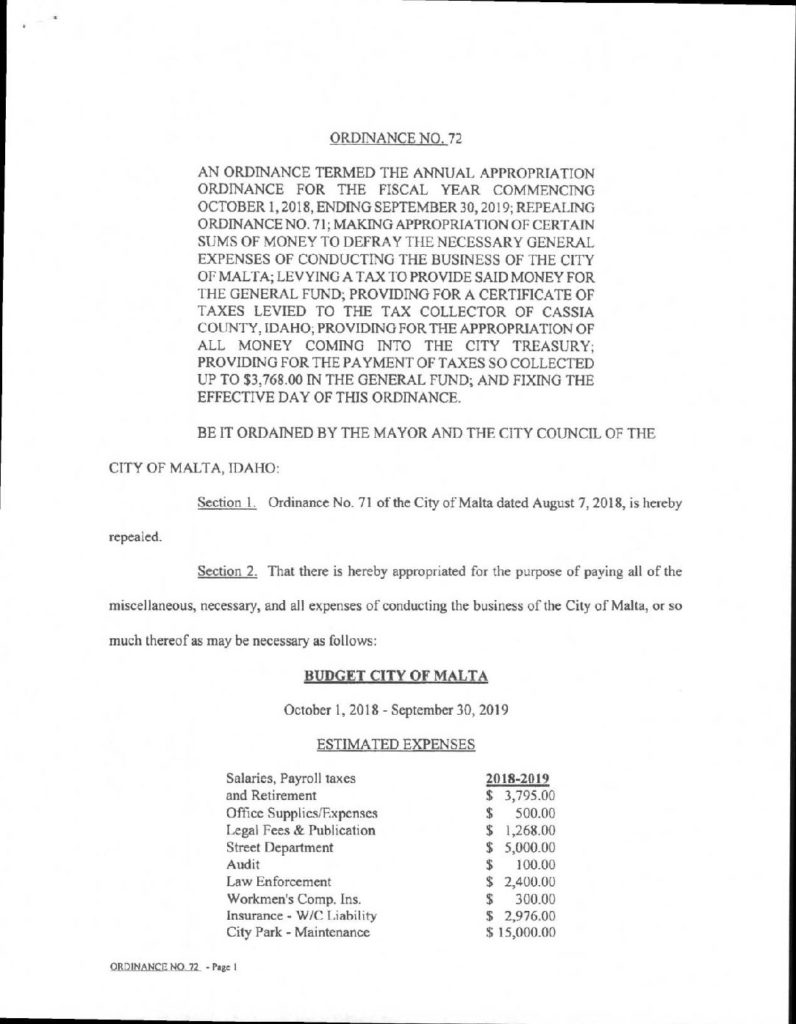 ORDINANCE NO. 72
AN ORDINANCE TERMED THE ANNUAL APPROPRIATION
ORDINANCE FOR THE FISCAL YEAR COMMENCING
OCTOBER 1, 2018, ENDING SEPTEMBER 30, 2019; REPEALING
ORDINANCE NO. 71; MAKING APPROPRIATION OF CERTAIN
SUMS OF MONEY TO DEFRAY THE NECESSARY GENERAL
EXPENSES OF CONDUCTING THE BUSINESS OF THE CITY
OF MALTA; LEVYING A TAX TO PROVIDE SAID MONEY FOR
THE GENERAL FUND; PROVIDING FOR A CERTIFICATE OF
TAXES LEVIED TO THE TAX COLLECTOR OF CASSIA
COUNTY, IDAHO; PROVIDING FOR THE APPROPRIATION OF
ALL MONEY COMING INTO THE CITY TREASURY;
PROVIDING FOR THE PAYMENT OF TAXES SO COLLECTED
UP TO $3,768.00 IN THE GENERAL FUND; AND FIXING THE
EFFECTIVE DAY OF THIS ORDINANCE.
BE IT ORDAINED BY THE MAYOR AND THE CITY COUNCIL OF THE
CITY OF MALTA, IDAHO:
Section 1. Ordinance No. 71 of the City of Malta dated August 7, 2018, is hereby
repealed.
Section 2. That there is hereby appropriated for the purpose of paying all of the
miscellaneous, necessary, and all expenses of conducting the business of the City of Malta, or so
much thereof as may be necessary as follows:
BUDGET CITY OF MALTA
October 1, 2018 - September 30, 2019
ESTIMATED EXPENSES
Salaries, Payroll taxes 2018-2019
and Retirement $ 3,795.00
Office Supplies/Expenses $ 500.00
Legal Fees & Publication $ 1,268.00
Street Department $ 5,000.00
Audit $ 100.00
Law Enforcement $ 2,400.00
Workmen's Comp. Ins. $ 300.00
Insurance - W/C Liability $ 2,976.00
City Park - Maintenance $ 15,000.00
ORDINANCE NO. 72 - Page 1